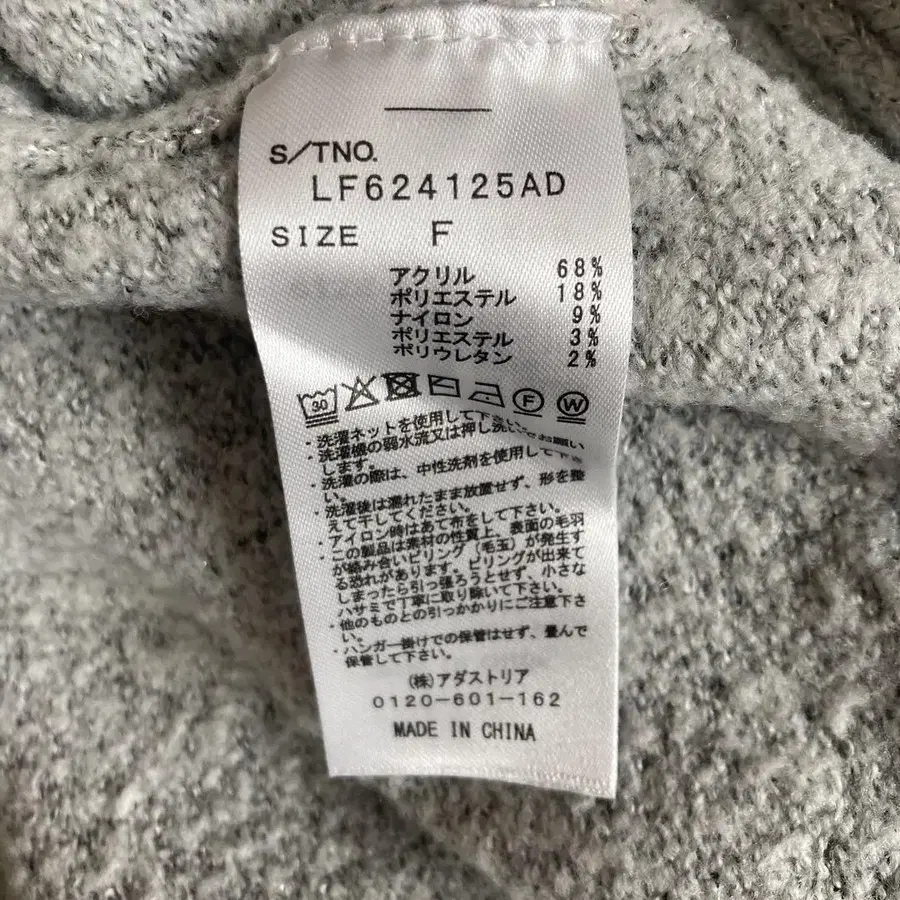 S/TNO.
LF624125AD
SIZE F
アクリル 68%
ポリエステル 18%
ナイロン 9%
ポリエステル 3%
ポリウレタン 2%
30 F W
・洗濯ネットを使用して下さい。
・洗濯機の弱水流又は押し洗いでお願い
します。
・洗濯の際は、中性洗剤を使用して下さ
い。
・洗濯後は濡れたまま放置せず、形を整
えて干してください。
・アイロン時はあて布をして下さい。
・この製品は素材の性質上、表面の毛羽
が絡み合いピリング(毛玉)が発生す
る恐れがあります。ピリングが出来て
しまったら引っ張ろうとせず、小さな
ハサミで丁寧に取り除いて下さい。
・他のものとの引っかかりにご注意下さ
い。
・ハンガー掛けでの保管はせず、畳んで
保管して下さい。
(株)アダストリア
0120-601-162
MADE IN CHINA